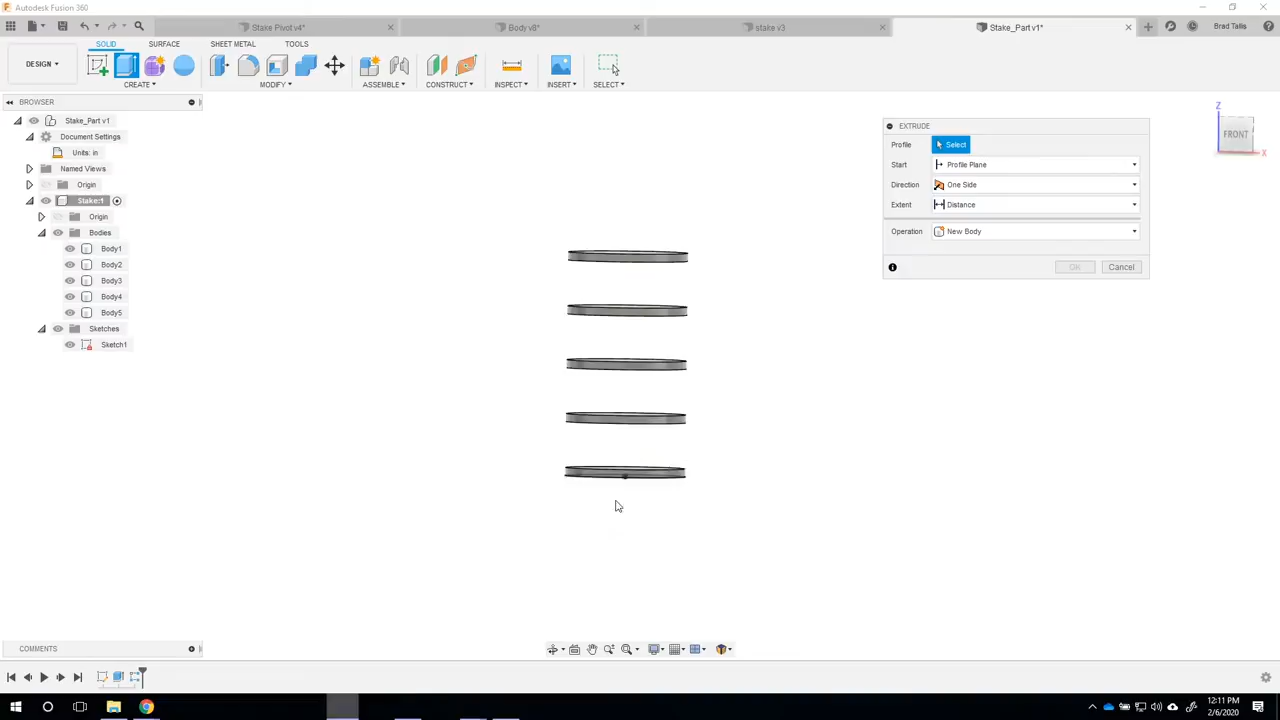 Autodesk Fusion 360
Stake Pivot v4*
Body v8*
stake v3
Stake_Part v1*
Brad Tallis
SOLID
SURFACE
SHEET METAL
TOOLS
DESIGN
CREATE
MODIFY
ASSEMBLE
CONSTRUCT
INSPECT
INSERT
SELECT
BROWSER
Stake_Part v1
Document Settings
Units: in
Named Views
Origin
Stake:1
Origin
Bodies
Body1
Body2
Body3
Body4
Body5
Sketches
Sketch1
EXTRUDE
Profile Select
Start Profile Plane
Direction One Side
Extent Distance
Operation New Body
OK Cancel
Z
FRONT
X
COMMENTS
12:11 PM
2/6/2020